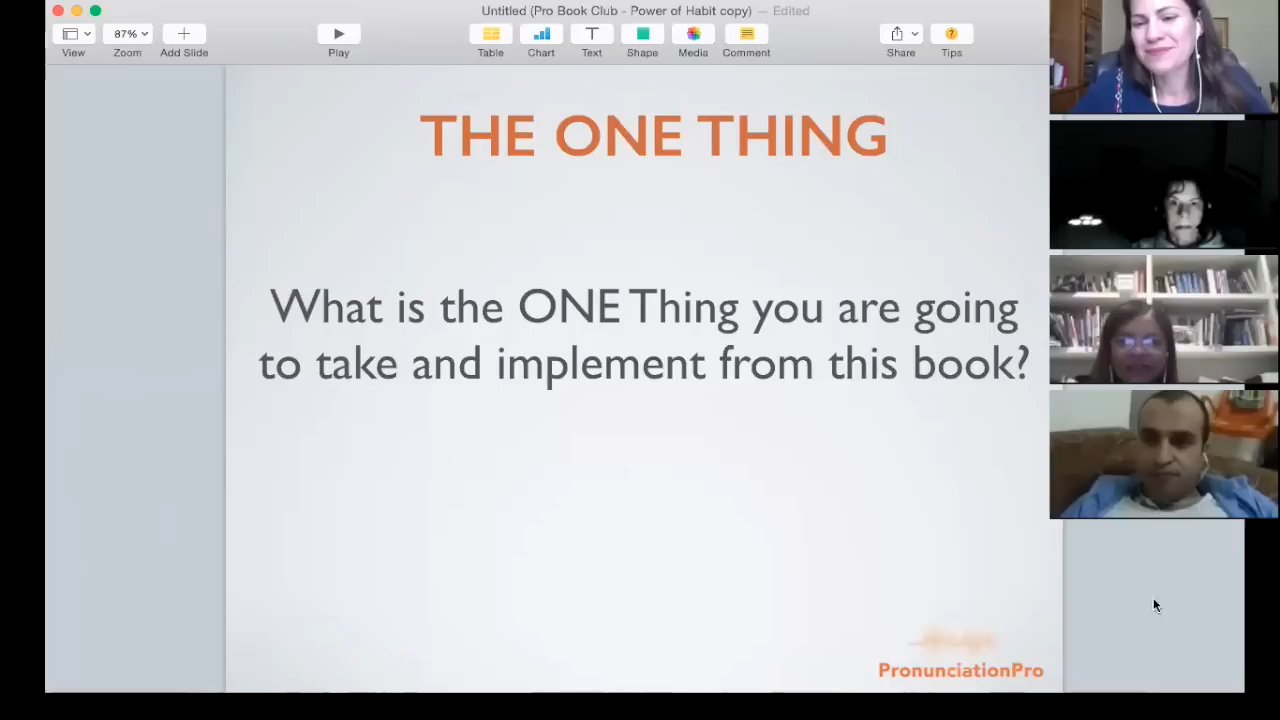 Untitled (Pro Book Club - Power of Habit copy) — Edited
87%
View Zoom Add Slide Play Table Chart Text Shape Media Comment Share Tips
THE ONE THING
What is the ONE Thing you are going
to take and implement from this book?
PronunciationPro